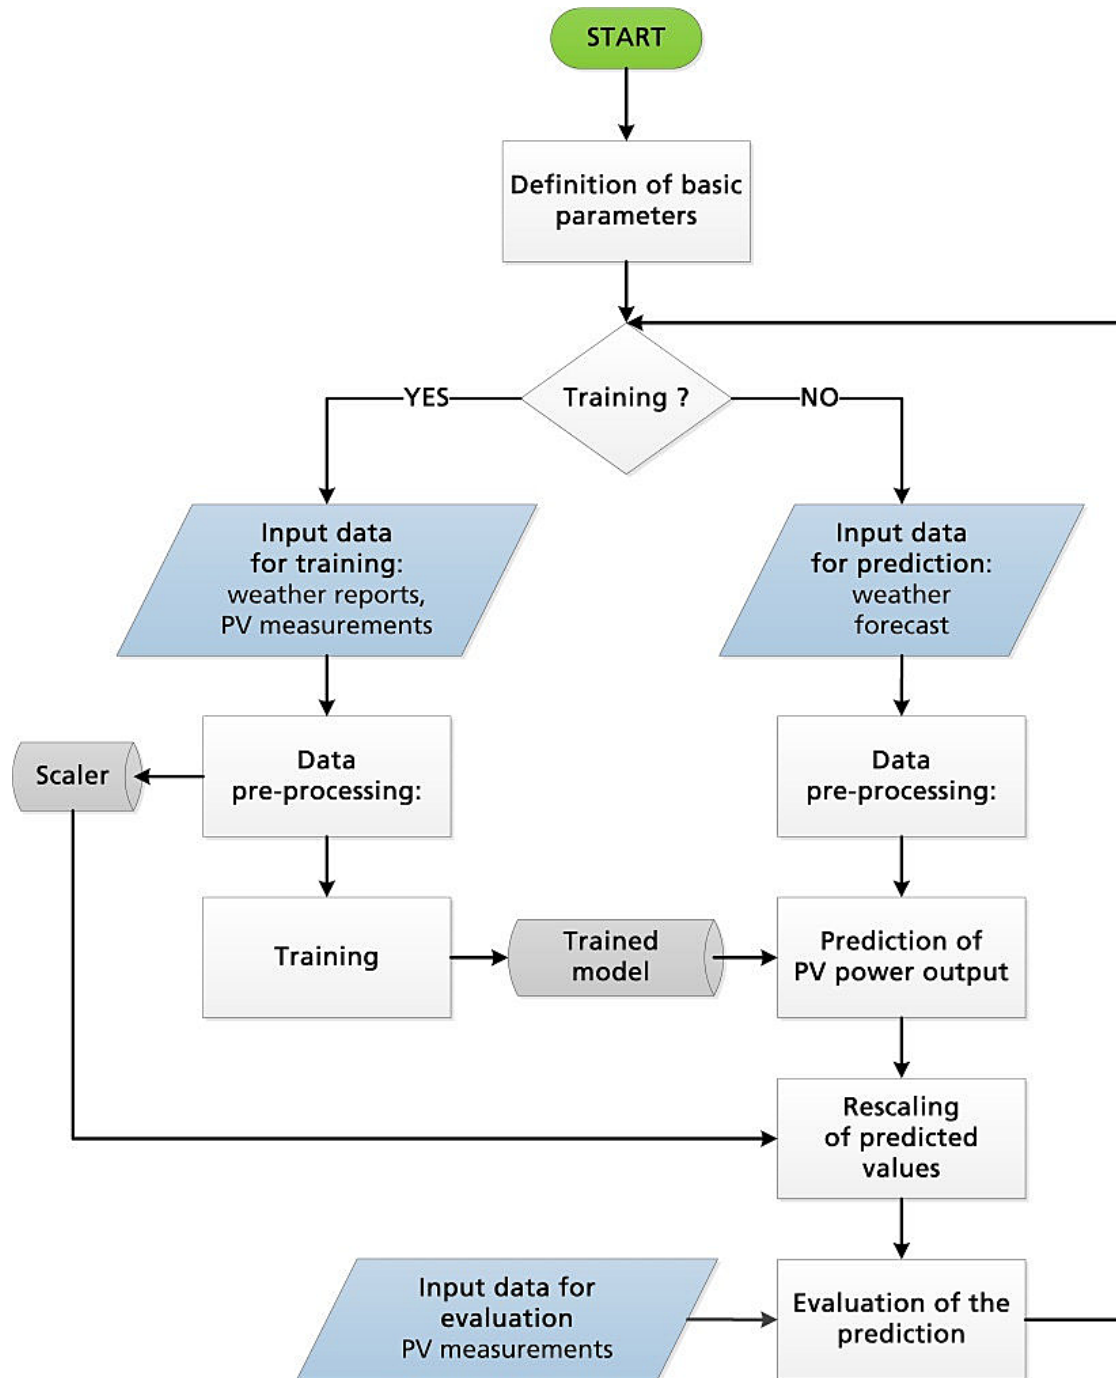 START
Definition of basic
parameters
Training ?
YES
NO
Input data
for training:
weather reports,
PV measurements
Input data
for prediction:
weather
forecast
Scaler
Data
pre-processing:
Data
pre-processing:
Training
Trained
model
Prediction of
PV power output
Rescaling
of predicted
values
Input data for
evaluation
PV measurements
Evaluation of the
prediction